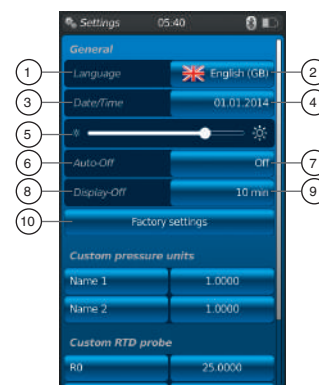 Settings 05:40
General
1 Language English (GB) 2
3 Date/Time 01.01.2014 4
5
6 Auto-Off Off 7
8 Display-Off 10 min 9
10 Factory settings
Custom pressure units
Name 1 1.0000
Name 2 1.0000
Custom RTD probe
R0 25.0000